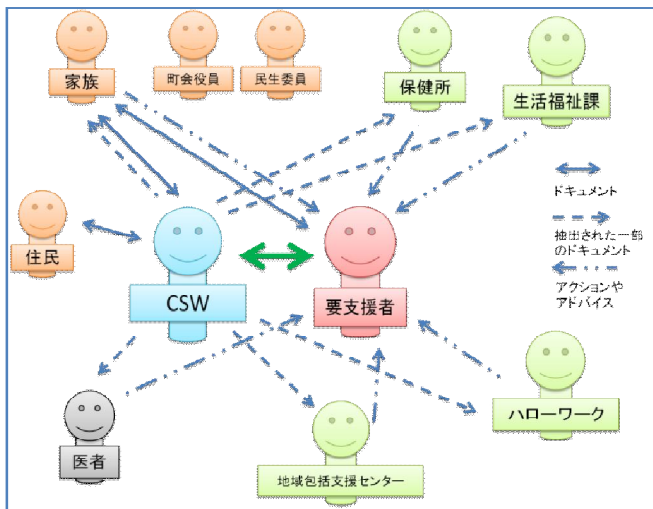 家族
町会役員
民生委員
保健所
生活福祉課
ドキュメント
抽出された一部
のドキュメント
アクションや
アドバイス
住民
CSW
要支援者
医者
地域包括支援センター
ハローワーク